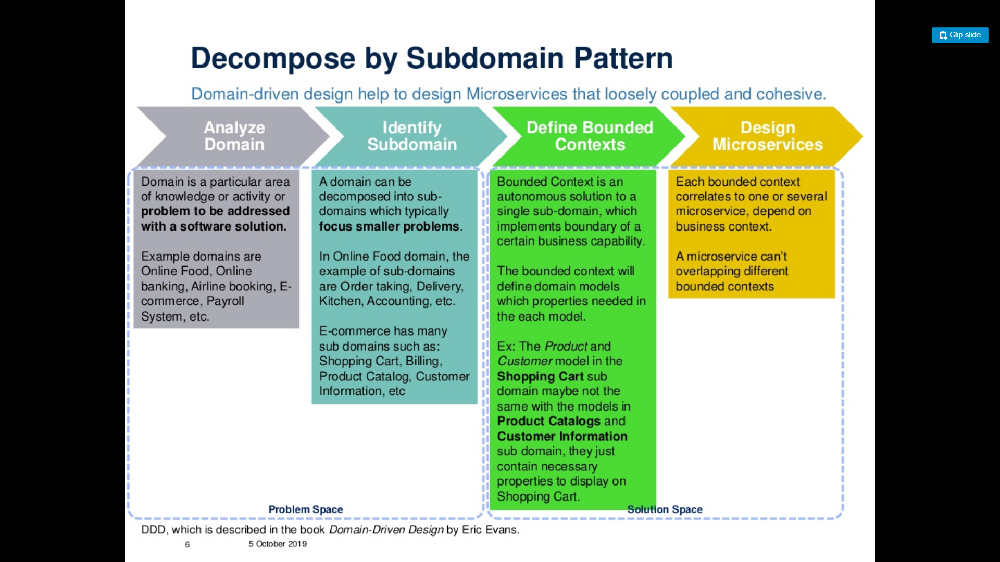 Clip slide
Decompose by Subdomain Pattern
Domain-driven design help to design Microservices that loosely coupled and cohesive.
Analyze
Domain
Identify
Subdomain
Define Bounded
Contexts
Design
Microservices
Domain is a particular area
of knowledge or activity or
problem to be addressed
with a software solution.
Example domains are
Online Food, Online
banking, Airline booking, E-
commerce, Payroll
System, etc.
A domain can be
decomposed into sub-
domains which typically
focus smaller problems.
In Online Food domain, the
example of sub-domains
are Order taking, Delivery,
Kitchen, Accounting, etc.
E-commerce has many
sub domains such as:
Shopping Cart, Billing,
Product Catalog, Customer
Information, etc
Bounded Context is an
autonomous solution to a
single sub-domain, which
implements boundary of a
certain business capability.
The bounded context will
define domain models
which properties needed in
the each model.
Ex: The Product and
Customer model in the
Shopping Cart sub
domain maybe not the
same with the models in
Product Catalogs and
Customer Information
sub domain, they just
contain necessary
properties to display on
Shopping Cart.
Each bounded context
correlates to one or several
microservice, depend on
business context.
A microservice can’t
overlapping different
bounded contexts
Problem Space
Solution Space
DDD, which is described in the book Domain-Driven Design by Eric Evans.
6
5 October 2019